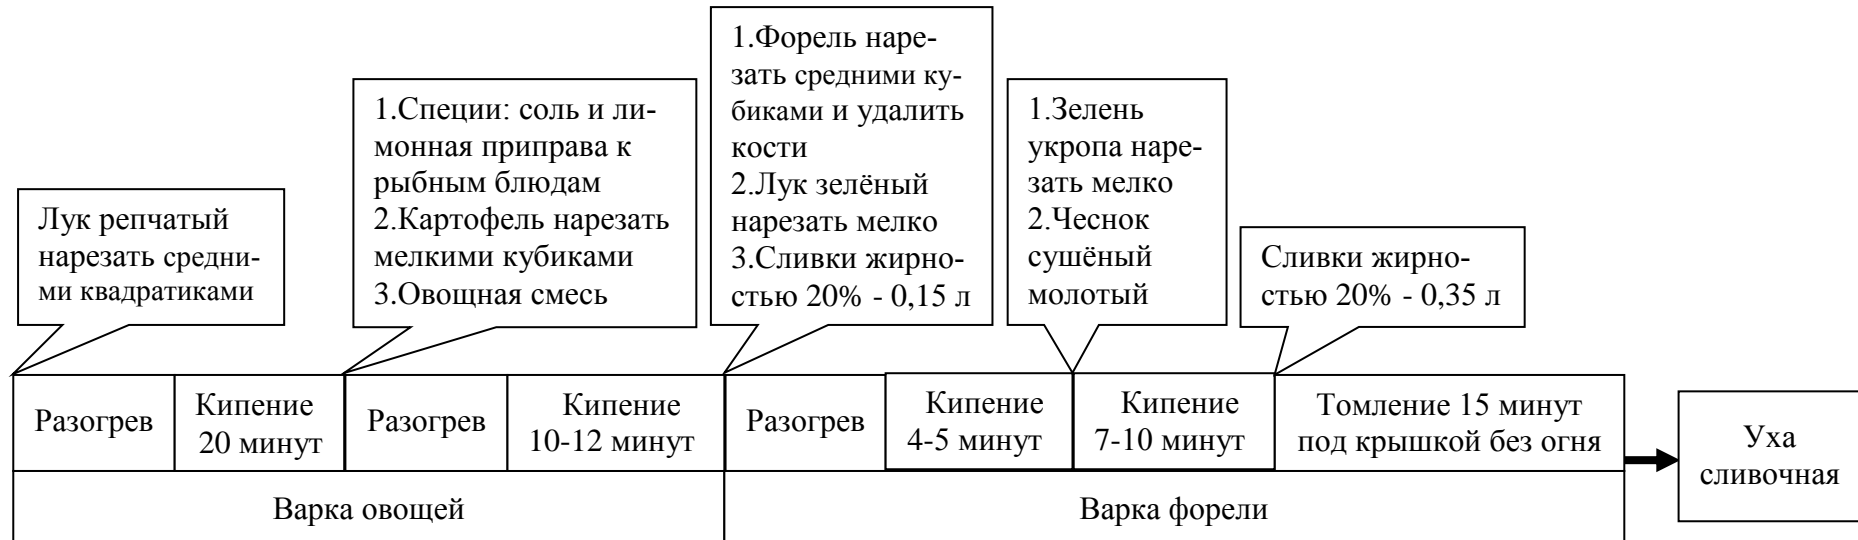 Лук репчатый
нарезать средни-
ми квадратиками
1.Специи: соль и ли-
монная приправа к
рыбным блюдам
2.Картофель нарезать
мелкими кубиками
3.Овощная смесь
1.Форель наре-
зать средними ку-
биками и удалить
кости
2.Лук зелёный
нарезать мелко
3.Сливки жирно-
стью 20% - 0,15 л
1.Зелень
укропа наре-
зать мелко
2.Чеснок
сушёный
молотый
Сливки жирно-
стью 20% - 0,35 л
Разогрев
Кипение
20 минут
Разогрев
Кипение
10-12 минут
Разогрев
Кипение
4-5 минут
Кипение
7-10 минут
Томление 15 минут
под крышкой без огня
Уха
сливочная
Варка овощей
Варка форели